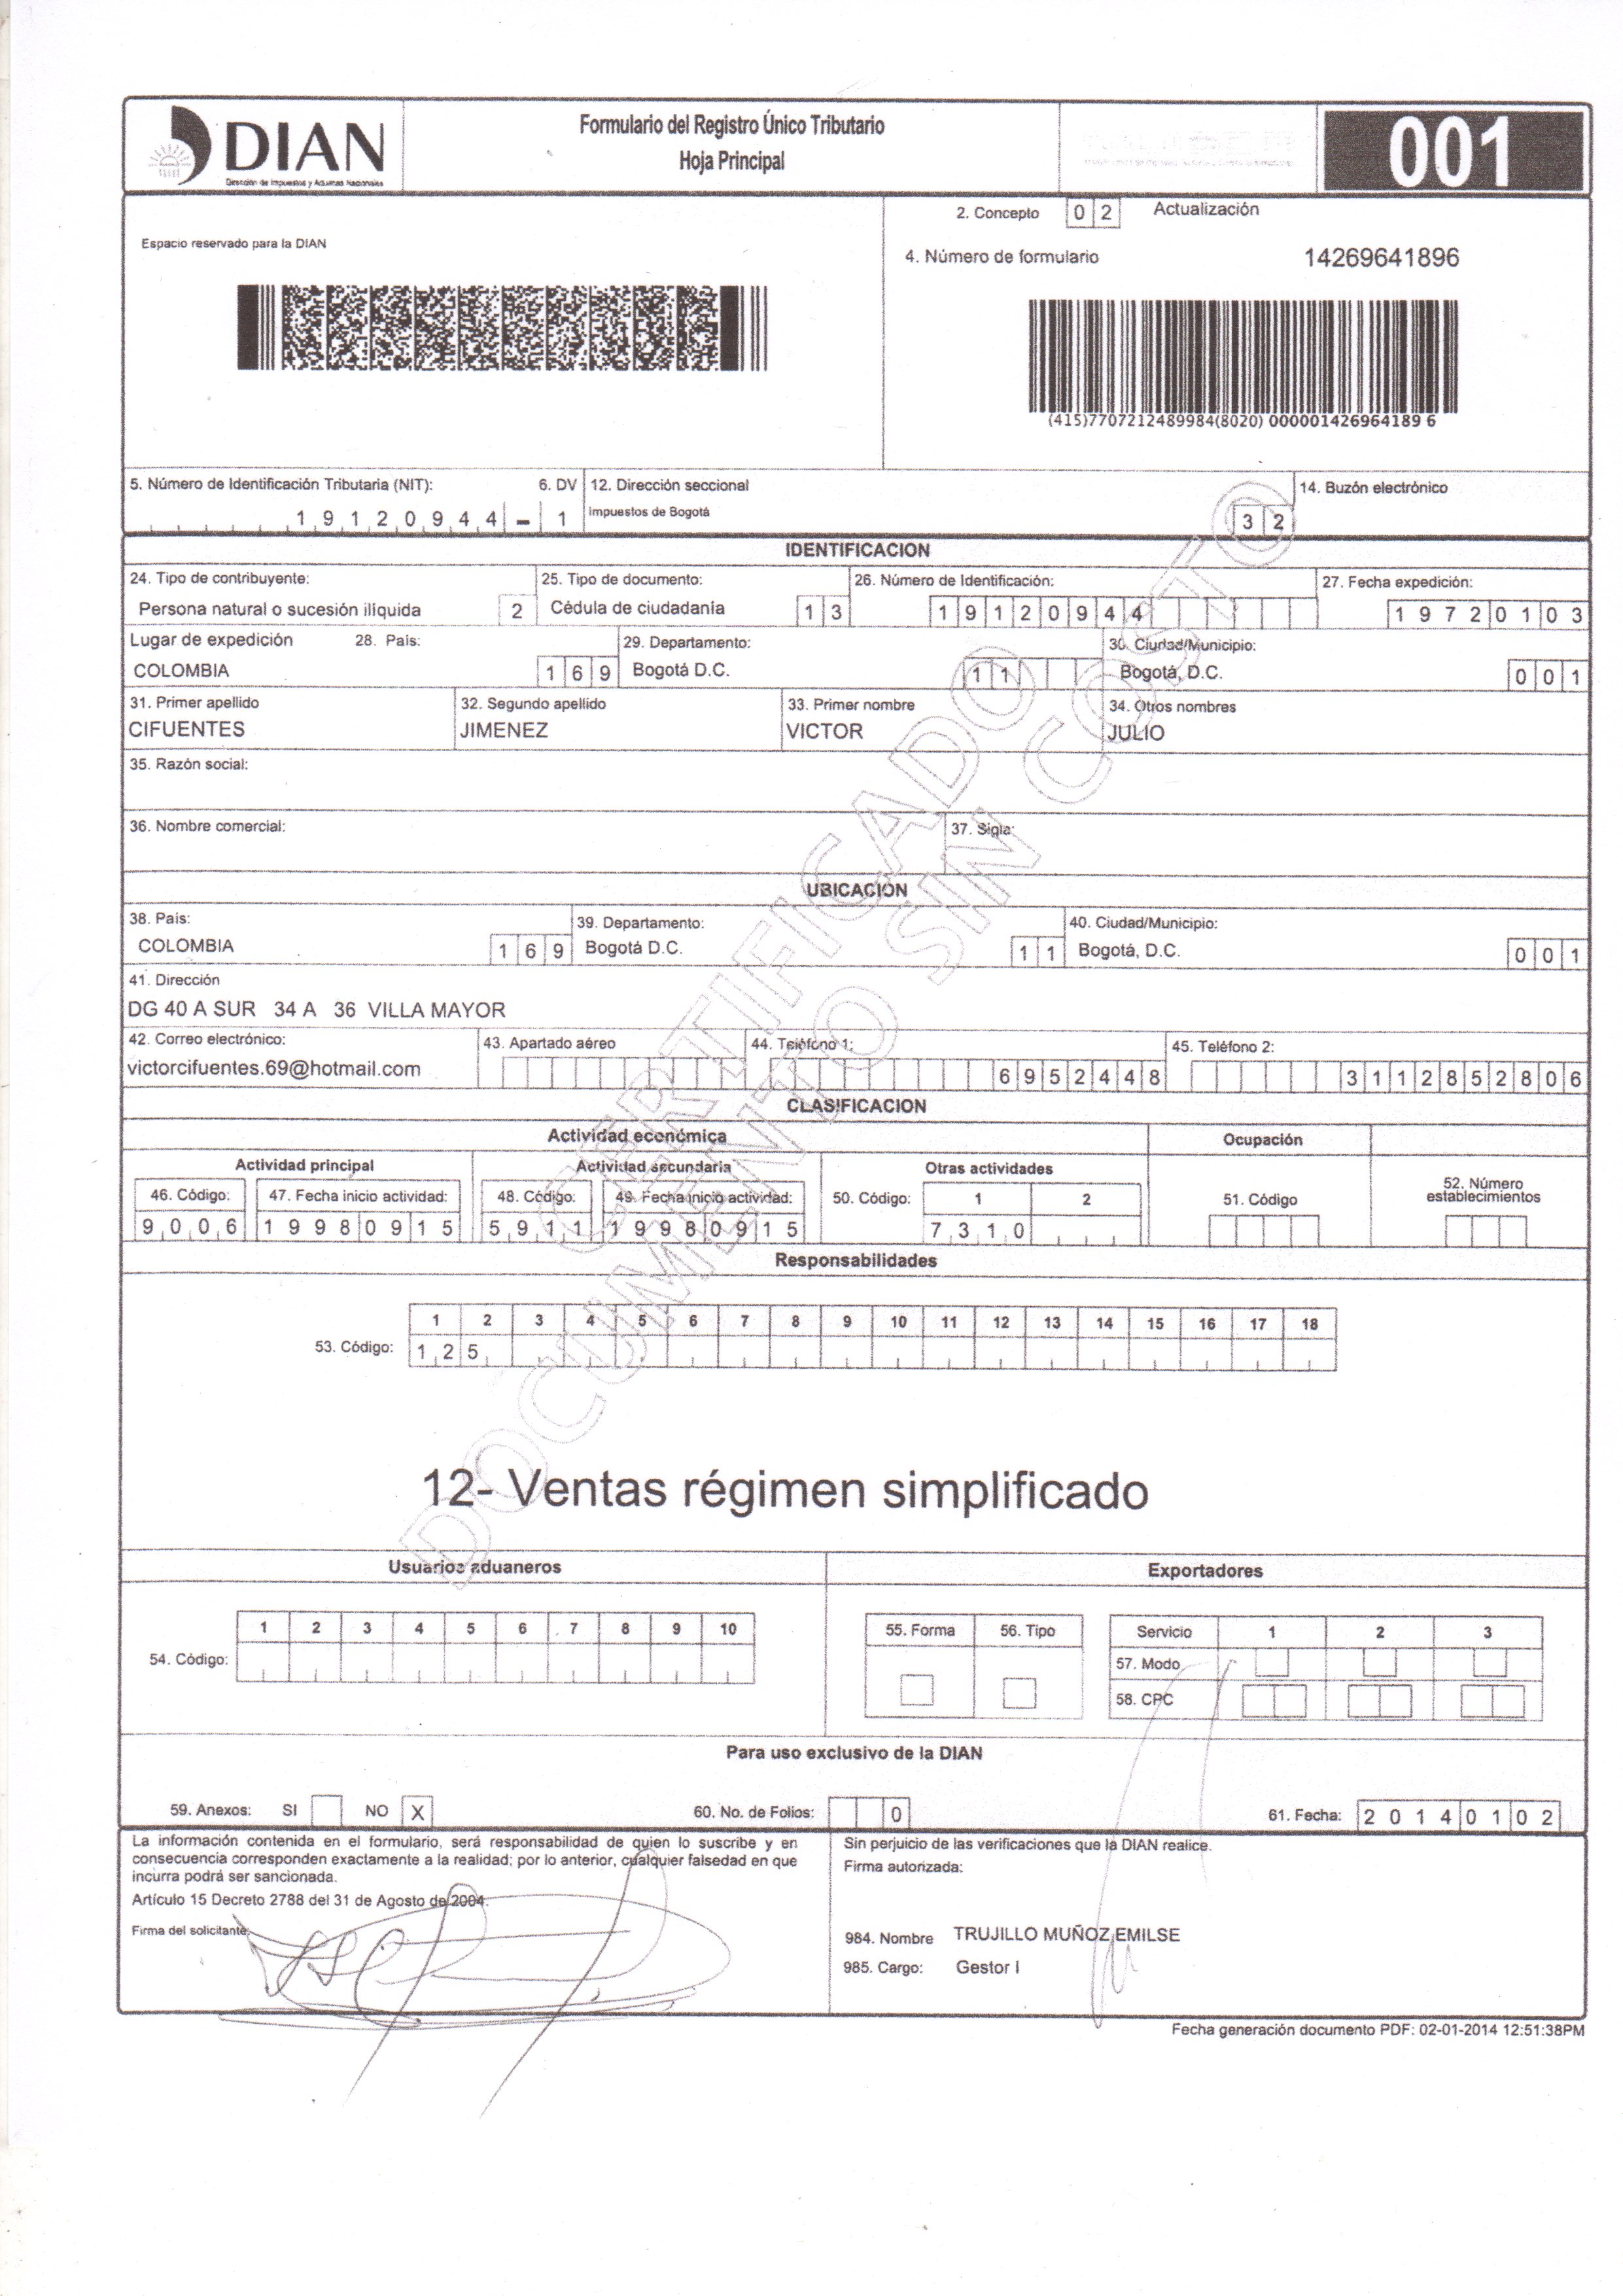 DIAN
Dirección de Impuestos y Aduanas Nacionales
Formulario del Registro Único Tributario
Hoja Principal
001
2. Concepto 0 2 Actualización
Espacio reservado para la DIAN
4. Número de formulario 14269641896
(415)7707212489984(8020) 000001426964189 6
5. Número de Identificación Tributaria (NIT): 6. DV 12. Dirección seccional 14. Buzón electrónico
1 9 1 2 0 9 4 4 - 1 Impuestos de Bogotá 3 2
IDENTIFICACION
24. Tipo de contribuyente: 25. Tipo de documento: 26. Número de Identificación: 27. Fecha expedición:
Persona natural o sucesión ilíquida 2 Cédula de ciudadanía 1 3 1 9 1 2 0 9 4 4 1 9 7 2 0 1 0 3
Lugar de expedición 28. País: 29. Departamento: 30. Ciudad/Municipio:
COLOMBIA 1 6 9 Bogotá D.C. 1 1 Bogotá, D.C. 0 0 1
31. Primer apellido 32. Segundo apellido 33. Primer nombre 34. Otros nombres
CIFUENTES JIMENEZ VICTOR JULIO
35. Razón social:
36. Nombre comercial: 37. Sigla:
UBICACION
38. País: 39. Departamento: 40. Ciudad/Municipio:
COLOMBIA 1 6 9 Bogotá D.C. 1 1 Bogotá, D.C. 0 0 1
41. Dirección
DG 40 A SUR 34 A 36 VILLA MAYOR
42. Correo electrónico: 43. Apartado aéreo 44. Teléfono 1: 45. Teléfono 2:
victorcifuentes.69@hotmail.com 6 9 5 2 4 4 8 3 1 1 2 8 5 2 8 0 6
CLASIFICACION
Actividad económica Ocupación
Actividad principal Actividad secundaria Otras actividades 52. Número establecimientos
46. Código: 47. Fecha inicio actividad: 48. Código: 49. Fecha inicio actividad: 50. Código: 1 2 51. Código
9 0 0 6 1 9 9 8 0 9 1 5 5 9 1 1 1 9 9 8 0 9 1 5 7 3 1 0
Responsabilidades
1 2 3 4 5 6 7 8 9 10 11 12 13 14 15 16 17 18
53. Código: 1 2 5
12- Ventas régimen simplificado
CERTIFICADO
DOCUMENTO SIN COSTO
Usuarios aduaneros Exportadores
1 2 3 4 5 6 7 8 9 10 55. Forma 56. Tipo Servicio 1 2 3
54. Código: 57. Modo
58. CPC
Para uso exclusivo de la DIAN
59. Anexos: SI NO X 60. No. de Folios: 0 61. Fecha: 2 0 1 4 0 1 0 2
La información contenida en el formulario, será responsabilidad de quien lo suscribe y en
consecuencia corresponden exactamente a la realidad; por lo anterior, cualquier falsedad en que
incurra podrá ser sancionada.
Artículo 15 Decreto 2788 del 31 de Agosto de 2004.
Firma del solicitante:
Sin perjuicio de las verificaciones que la DIAN realice.
Firma autorizada:
984. Nombre TRUJILLO MUÑOZ EMILSE
985. Cargo: Gestor I
Fecha generación documento PDF: 02-01-2014 12:51:38PM